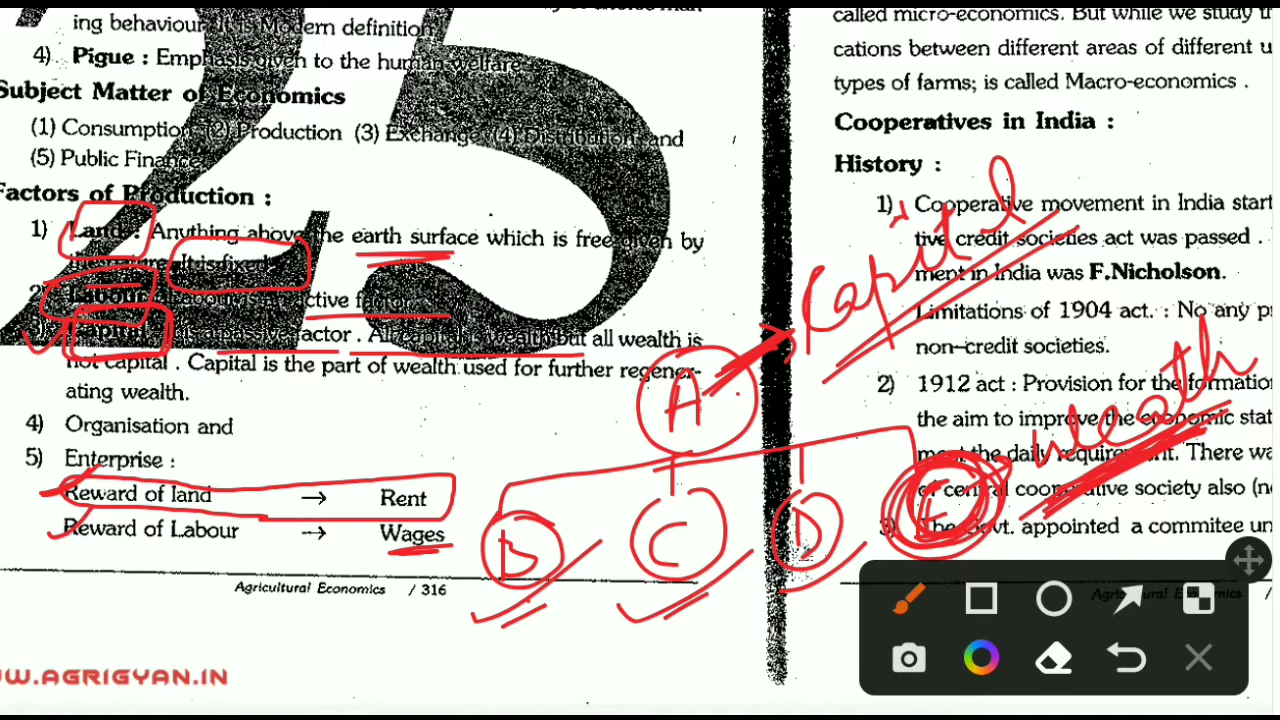 ing behaviour. It is Modern definition
4) Pigue : Emphasis given to the human welfare
Subject Matter of Economics
(1) Consumption (2) Production (3) Exchange (4) Distribution and
(5) Public Finance
Factors of Production :
1) Land : Anything above the earth surface which is free given by
It is fixed
2) Labour active factor.
3) Capital is a passive factor . All capital is wealth but all wealth is
not capital . Capital is the part of wealth used for further regener-
ating wealth.
4) Organisation and
5) Enterprise :
Reward of land → Rent
Reward of Labour → Wages
Agricultural Economics / 316
called micro-economics. But while we study
cations between different areas of different u
types of farms; is called Macro-economics .
Cooperatives in India :
History :
1) Cooperative movement in India start
tive credit societies act was passed .
ment in India was F.Nicholson.
Limitations of 1904 act. : No any p
non-credit societies.
2) 1912 act : Provision for the formation
the aim to improve the economic stat
meet the daily requirement. There wa
of central cooperative society also (n
3) The Govt. appointed a commitee un
Capital
Wealth
A
B C D E
WWW.AGRIGYAN.IN